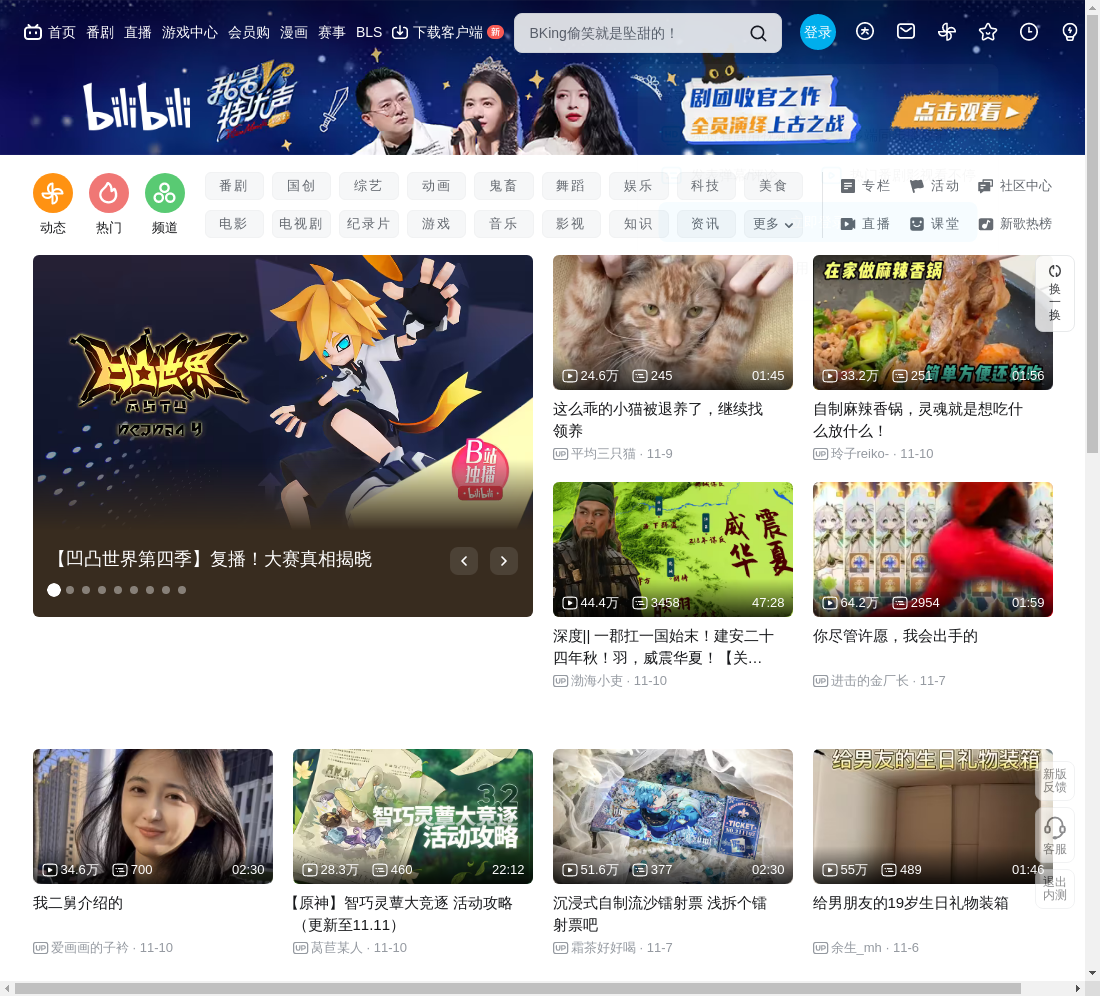 首页 番剧 直播 游戏中心 会员购 漫画 赛事 BLS 下载客户端 新 BKing偷笑就是坠甜的！ 登录
bilibili 我是特优声 剧团收官之作 全员演绎上古之战 点击观看
番剧 国创 综艺 动画 鬼畜 舞蹈 娱乐 科技 美食 专栏 活动 社区中心
动态 热门 频道 电影 电视剧 纪录片 游戏 音乐 影视 知识 资讯 更多 直播 课堂 新歌热榜
凹凸世界
B站独播 bilibili
【凹凸世界第四季】复播！大赛真相揭晓
24.6万 245 01:45
这么乖的小猫被退养了，继续找
领养
UP 平均三只猫 · 11-9
在家做麻辣香锅
简单方便还好吃
33.2万 251 01:56
自制麻辣香锅，灵魂就是想吃什
么放什么！
UP 玲子reiko- · 11-10
换一换
威震华夏
44.4万 3458 47:28
深度|| 一郡扛一国始末！建安二十
四年秋！羽，威震华夏！【关…
UP 渤海小吏 · 11-10
64.2万 2954 01:59
你尽管许愿，我会出手的
UP 进击的金厂长 · 11-7
34.6万 700 02:30
我二舅介绍的
UP 爱画画的子衿 · 11-10
3.2
智巧灵蕈大竞逐
活动攻略
28.3万 460 22:12
【原神】智巧灵蕈大竞逐 活动攻略
（更新至11.11）
UP 莴苣某人 · 11-10
TICKET
51.6万 377 02:30
沉浸式自制流沙镭射票 浅拆个镭
射票吧
UP 霜茶好好喝 · 11-7
给男友的生日礼物装箱
55万 489 01:46
给男朋友的19岁生日礼物装箱
UP 余生_mh · 11-6
新版
反馈
客服
退出
内测